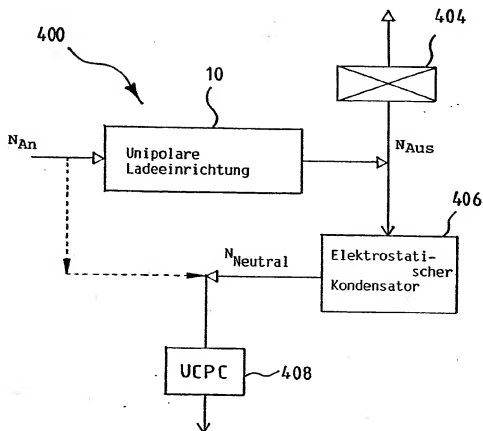 400
404
10
N_An
Unipolare
Ladeeinrichtung
N_Aus
406
Elektrostati-
scher
Kondensator
N_Neutral
UCPC
408